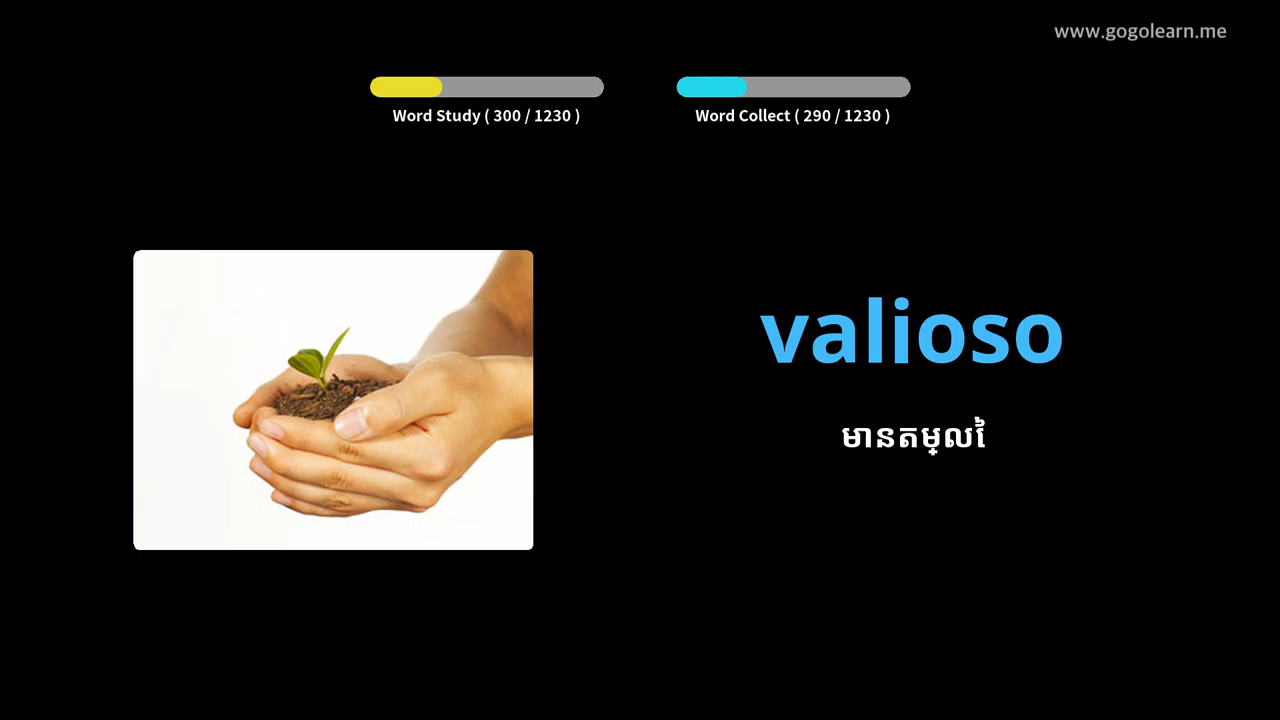 www.gogolearn.me
Word Study ( 300 / 1230 )
Word Collect ( 290 / 1230 )
valioso
មានតម្លៃ